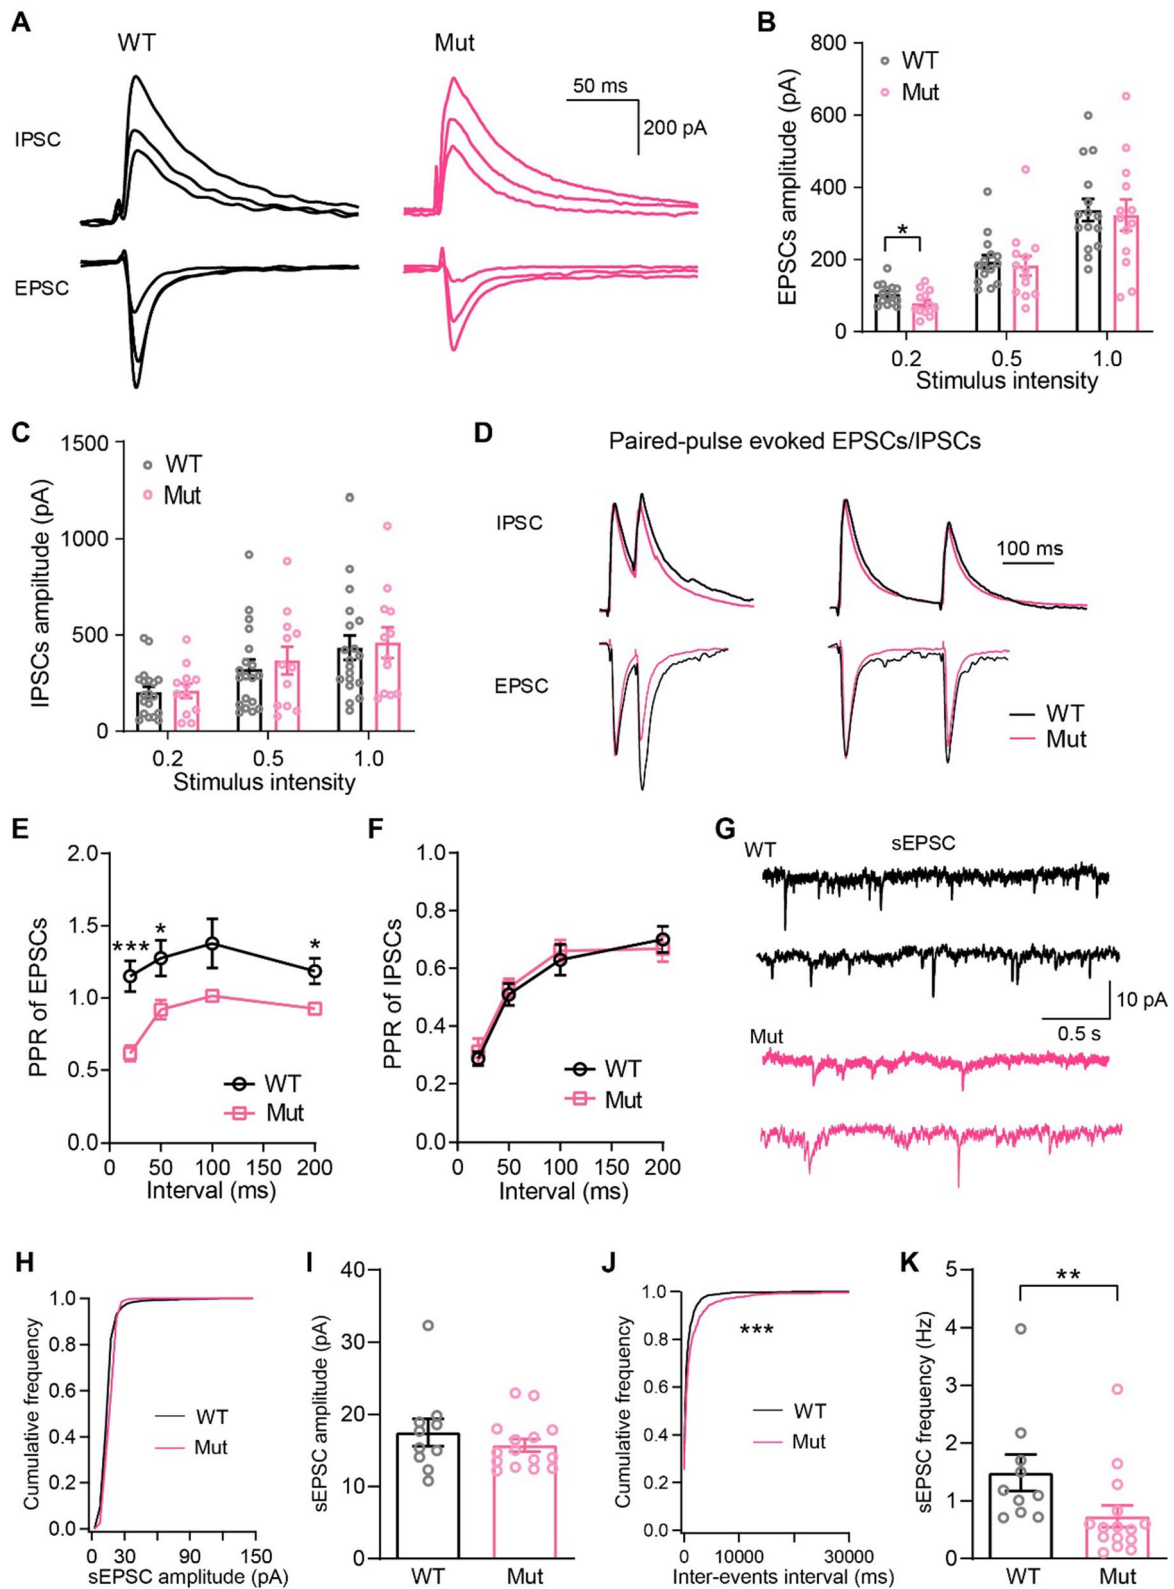 A
WT
Mut
50 ms
200 pA
IPSC
EPSC
B
EPSCs amplitude (pA)
800
600
400
200
0
WT
Mut
*
0.2
0.5
1.0
Stimulus intensity
C
IPSCs ampilitude (pA)
1500
1000
500
0
WT
Mut
0.2
0.5
1.0
Stimulus intensity
D
Paired-pulse evoked EPSCs/IPSCs
IPSC
100 ms
EPSC
WT
Mut
E
PPR of EPSCs
2.0
1.5
1.0
0.5
0.0
***
*
*
WT
Mut
0
50
100
150
200
Interval (ms)
F
PPR of IPSCs
1.0
0.8
0.6
0.4
0.2
0.0
WT
Mut
0
50
100
150
200
Interval (ms)
G
WT
sEPSC
10 pA
0.5 s
Mut
H
Cumulative frequency
1.0
0.8
0.6
0.4
0.2
0.0
WT
Mut
0
30
90
150
sEPSC amplitude (pA)
I
sEPSC amplitude (pA)
40
30
20
10
0
WT
Mut
J
Cumulative frequency
1.0
0.8
0.6
0.4
0.2
0.0
***
WT
Mut
0
10000
30000
Inter-events interval (ms)
K
sEPSC frequency (Hz)
5
4
3
2
1
0
**
WT
Mut